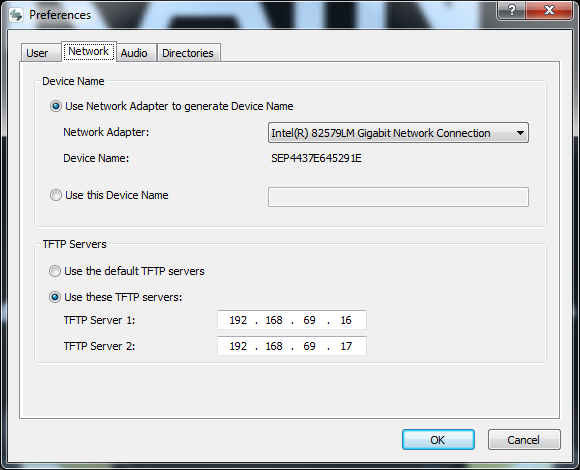 Preferences
User Network Audio Directories
Device Name
Use Network Adapter to generate Device Name
Network Adapter: Intel(R) 82579LM Gigabit Network Connection
Device Name: SEP4437E645291E
Use this Device Name
TFTP Servers
Use the default TFTP servers
Use these TFTP servers:
TFTP Server 1: 192 . 168 . 69 . 16
TFTP Server 2: 192 . 168 . 69 . 17
OK Cancel